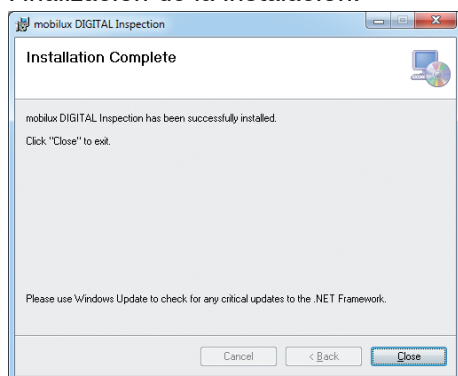 Finalización de la instalación.
mobilux DIGITAL Inspection
Installation Complete
mobilux DIGITAL Inspection has been successfully installed.
Click "Close" to exit.
Please use Windows Update to check for any critical updates to the .NET Framework.
Cancel
< Back
Close